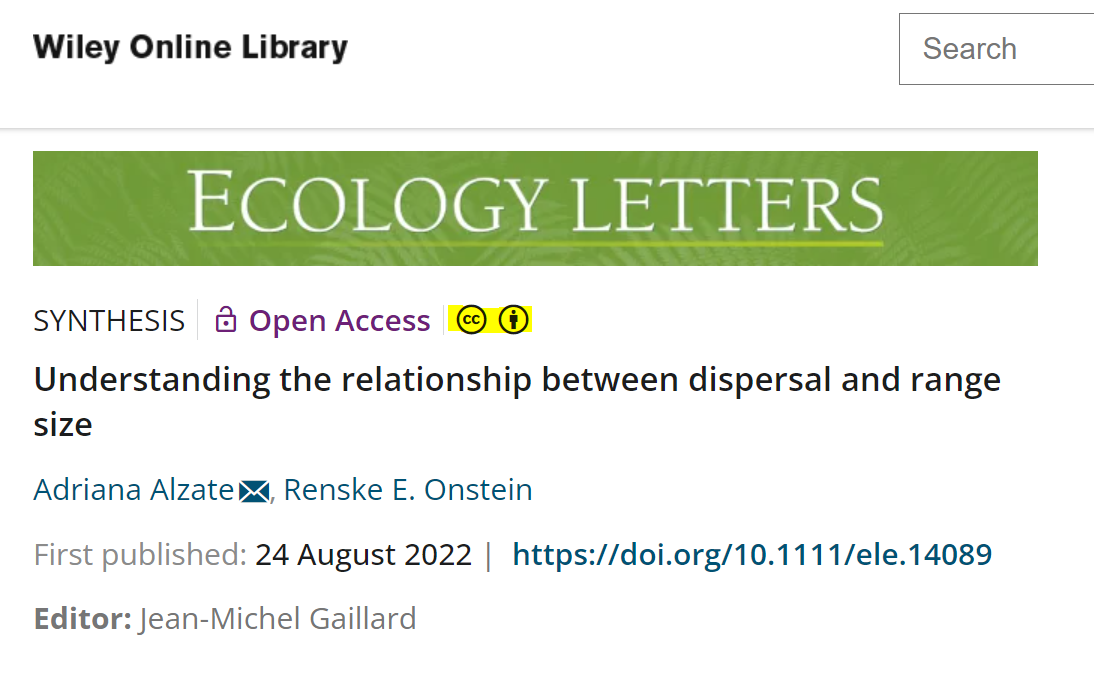 Wiley Online Library
Search
ECOLOGY LETTERS
SYNTHESIS Open Access cc
Understanding the relationship between dispersal and range
size
Adriana Alzate, Renske E. Onstein
First published: 24 August 2022 | https://doi.org/10.1111/ele.14089
Editor: Jean-Michel Gaillard